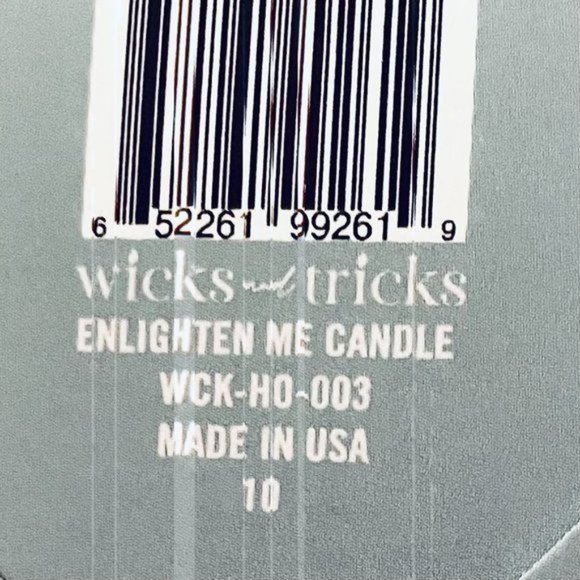 6 52261 99261 9
wicks and tricks
ENLIGHTEN ME CANDLE
WCK-HO-003
MADE IN USA
10